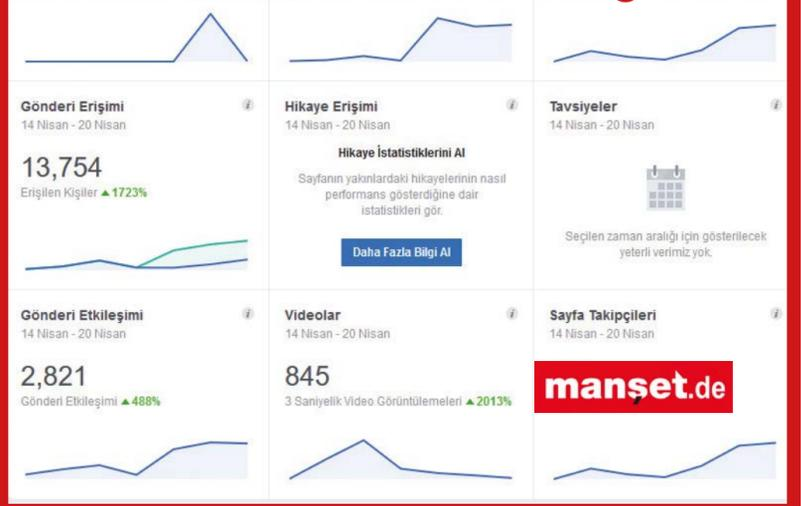 Gönderi Erişimi
14 Nisan - 20 Nisan
13,754
Erişilen Kişiler ▲ 1723%
Hikaye Erişimi
14 Nisan - 20 Nisan
Hikaye İstatistiklerini Al
Sayfanın yakınlardaki hikayelerinin nasıl
performans gösterdiğine dair
istatistikleri gör.
Daha Fazla Bilgi Al
Tavsiyeler
14 Nisan - 20 Nisan
Seçilen zaman aralığı için gösterilecek
yeterli verimiz yok.
Gönderi Etkileşimi
14 Nisan - 20 Nisan
2,821
Gönderi Etkileşimi ▲ 488%
Videolar
14 Nisan - 20 Nisan
845
3 Saniyelik Video Görüntülemeleri ▲ 2013%
Sayfa Takipçileri
14 Nisan - 20 Nisan
manşet.de